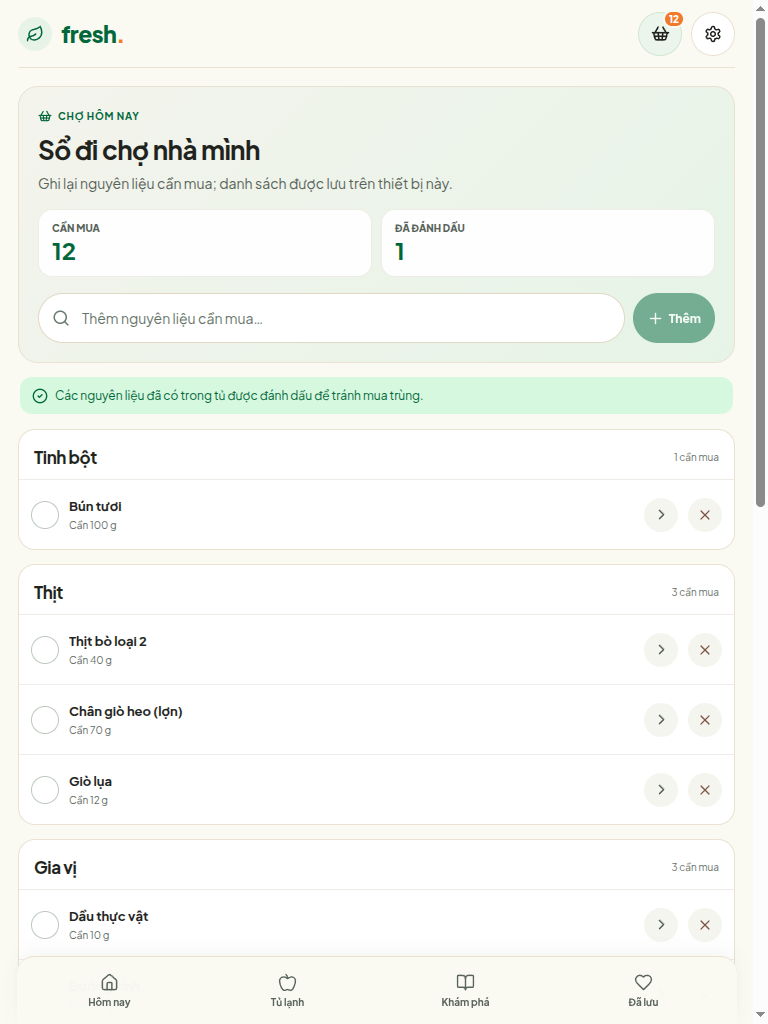 fresh.
12
CHỢ HÔM NAY
Sổ đi chợ nhà mình
Ghi lại nguyên liệu cần mua; danh sách được lưu trên thiết bị này.
CẦN MUA
12
ĐÃ ĐÁNH DẤU
1
Thêm nguyên liệu cần mua...
Thêm
Các nguyên liệu đã có trong tủ được đánh dấu để tránh mua trùng.
Tinh bột
1 cần mua
Bún tươi
Cần 100 g
Thịt
3 cần mua
Thịt bò loại 2
Cần 40 g
Chân giò heo (lợn)
Cần 70 g
Giò lụa
Cần 12 g
Gia vị
3 cần mua
Dầu thực vật
Cần 10 g
Hôm nay
Tủ lạnh
Khám phá
Đã lưu